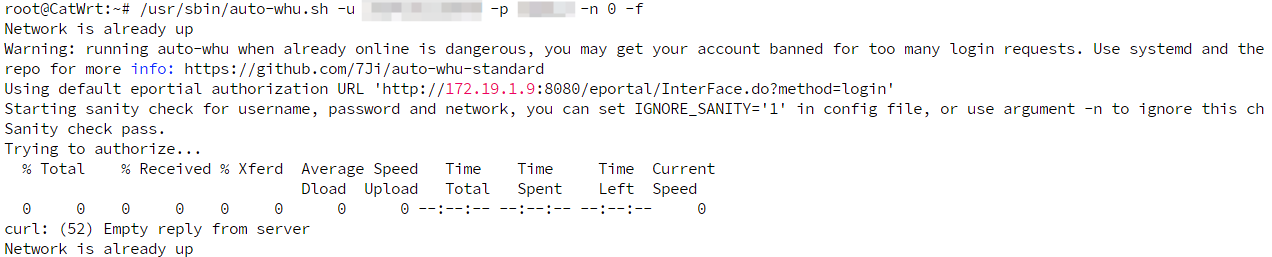 root@CatWrt:~# /usr/sbin/auto-whu.sh -u -p -n 0 -f
Network is already up
Warning: running auto-whu when already online is dangerous, you may get your account banned for too many login requests. Use systemd and the
repo for more info: https://github.com/7Ji/auto-whu-standard
Using default eportial authorization URL 'http://172.19.1.9:8080/eportal/InterFace.do?method=login'
Starting sanity check for username, password and network, you can set IGNORE_SANITY='1' in config file, or use argument -n to ignore this ch
Sanity check pass.
Trying to authorize...
% Total % Received % Xferd Average Speed Time Time Time Current
Dload Upload Total Spent Left Speed
0 0 0 0 0 0 0 0 --:--:-- --:--:-- --:--:-- 0
curl: (52) Empty reply from server
Network is already up